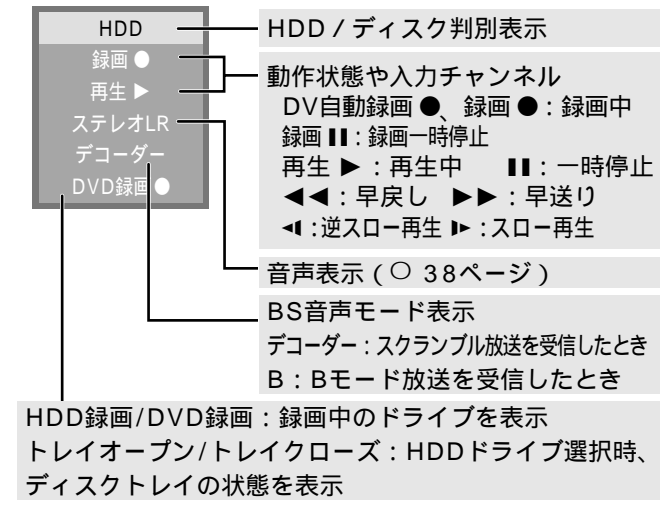 HDD
録画 ●
再生 ▶
ステレオLR
デコーダー
DVD録画 ●
HDD / ディスク判別表示
動作状態や入力チャンネル
DV自動録画 ●、録画 ●：録画中
録画 ❚❚：録画一時停止
再生 ▶：再生中　❚❚：一時停止
◀◀：早戻し　▶▶：早送り
◀❚：逆スロー再生 ❚▶：スロー再生
音声表示（○ 38ページ）
BS音声モード表示
デコーダー：スクランブル放送を受信したとき
B：Bモード放送を受信したとき
HDD録画/DVD録画：録画中のドライブを表示
トレイオープン/トレイクローズ：HDDドライブ選択時、
ディスクトレイの状態を表示